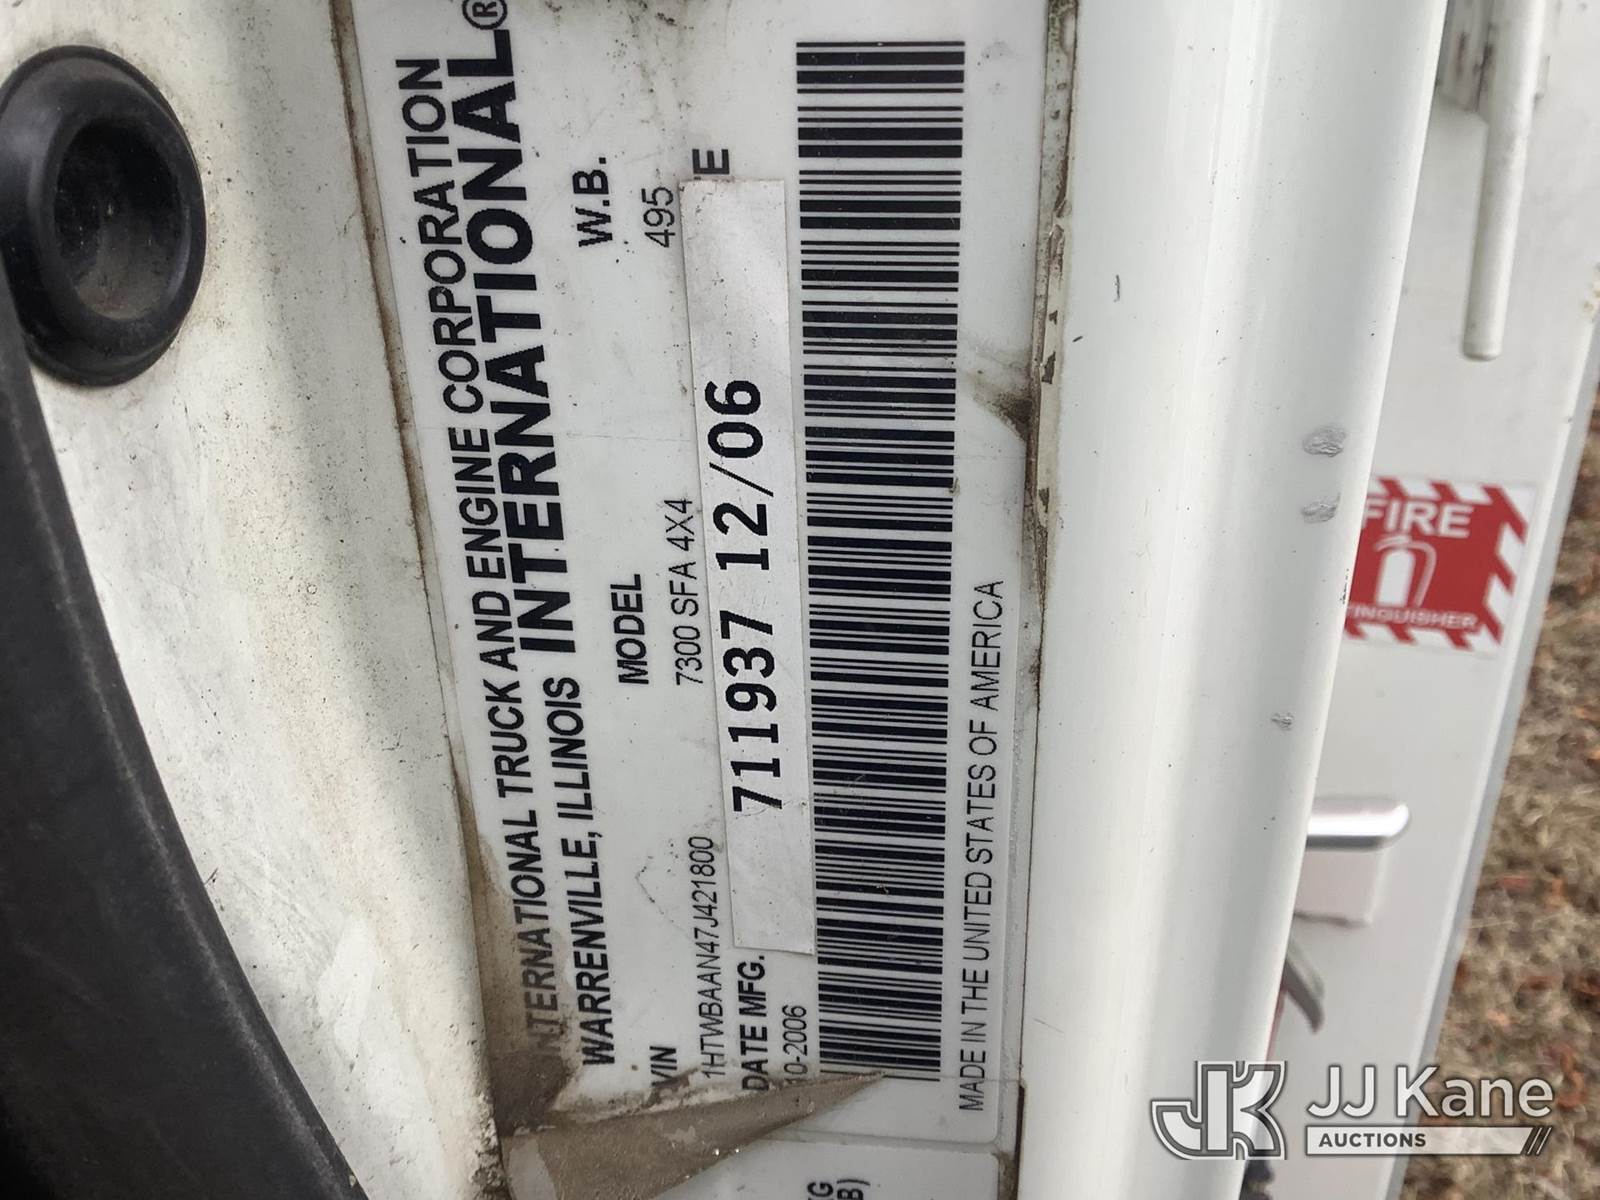 INTERNATIONAL TRUCK AND ENGINE CORPORATION
WARRENVILLE, ILLINOIS INTERNATIONAL®
VIN MODEL W.B.
1HTWBAAN47J421800 7300 SFA 4X4 495
DATE MFG. 711937 12/06 E
10-2006
MADE IN THE UNITED STATES OF AMERICA
FIRE
TINGUISHER
JJ Kane
AUCTIONS